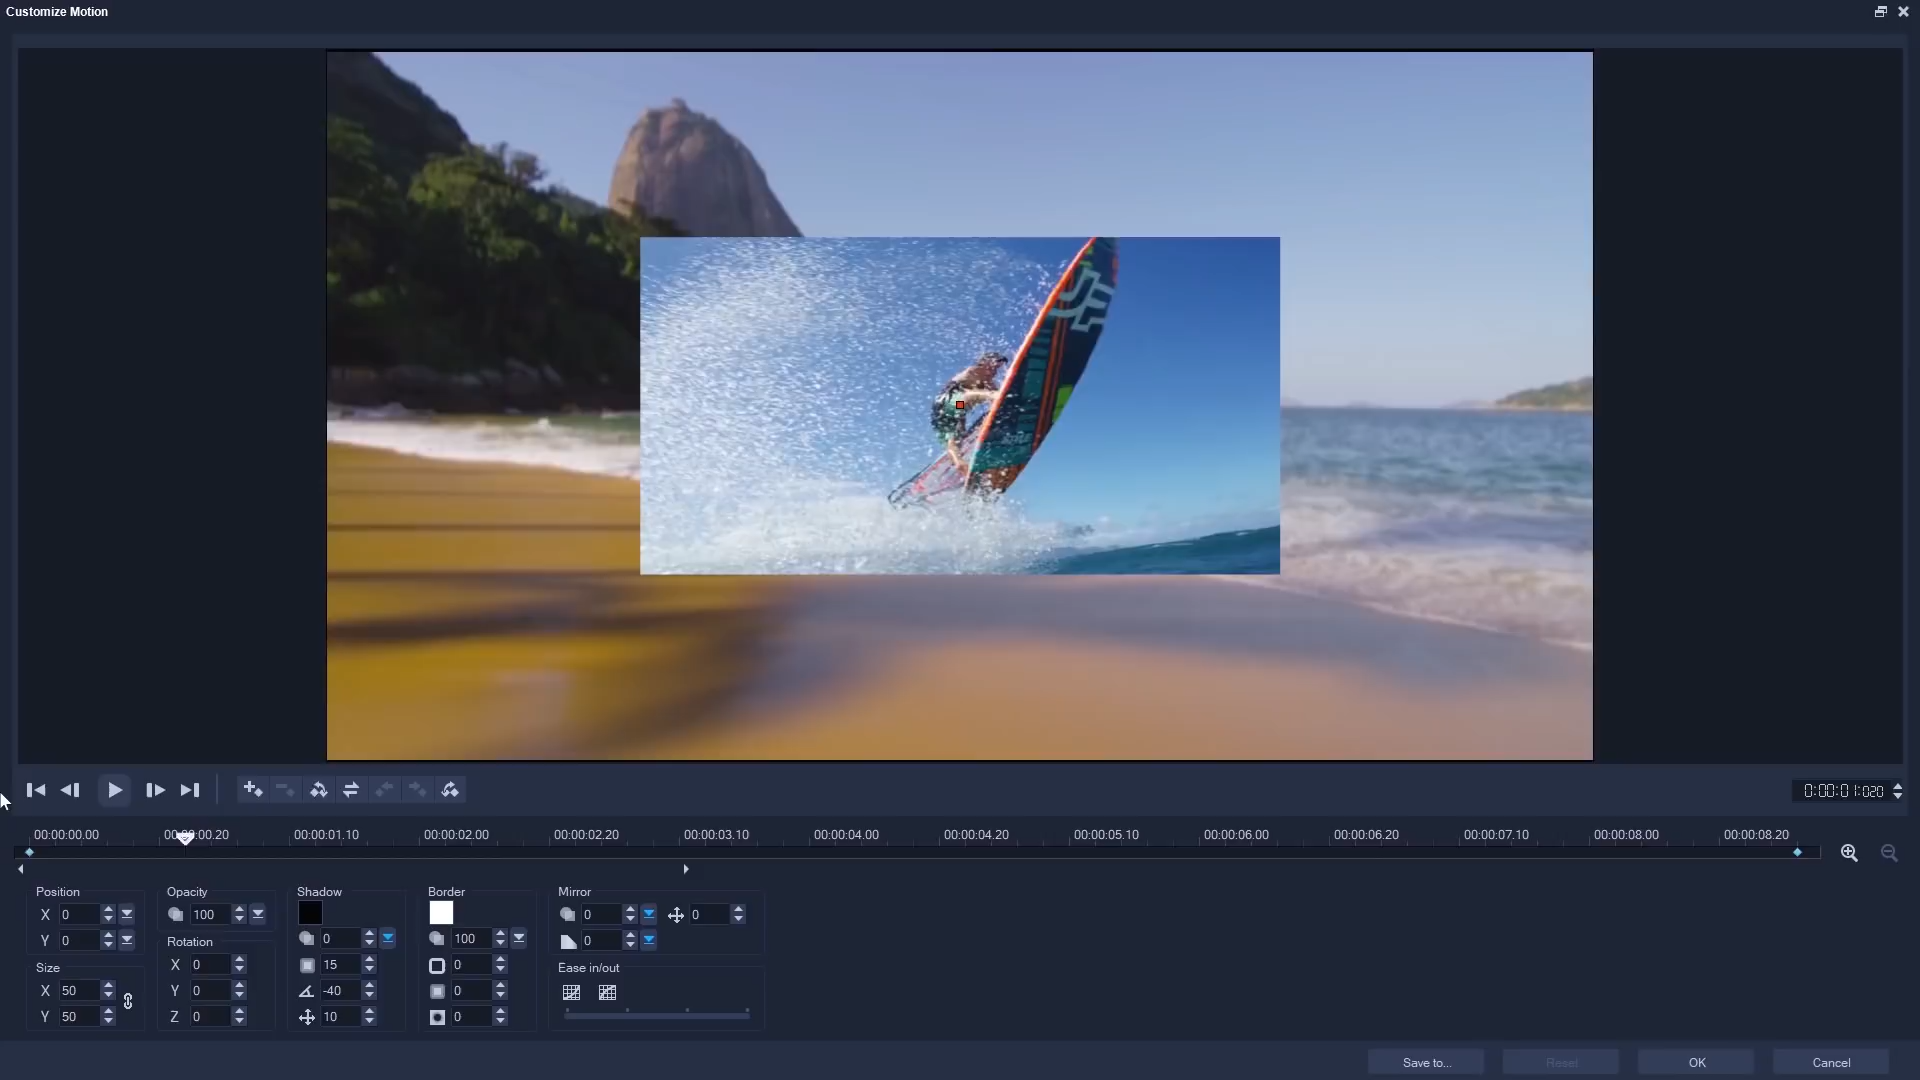 Customize Motion
0:00:01:020
00:00:00.00 00:00:00.20 00:00:01.10 00:00:02.00 00:00:02.20 00:00:03.10 00:00:04.00 00:00:04.20 00:00:05.10 00:00:06.00 00:00:06.20 00:00:07.10 00:00:08.00 00:00:08.20
Position
X 0
Y 0
Size
X 50
Y 50
Opacity
100
Rotation
X 0
Y 0
Z 0
Shadow
0
15
-40
10
Border
100
0
0
0
Mirror
0 0
0
Ease in/out
Save to... Reset OK Cancel